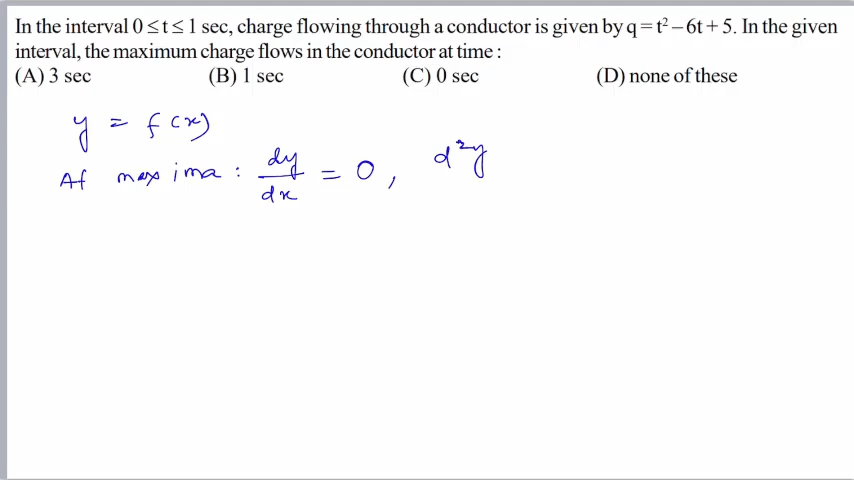 In the interval 0 ≤ t ≤ 1 sec, charge flowing through a conductor is given by q = t² – 6t + 5. In the given
interval, the maximum charge flows in the conductor at time :
(A) 3 sec (B) 1 sec (C) 0 sec (D) none of these
y = f(x)
At maxima : dy/dx = 0, d²y